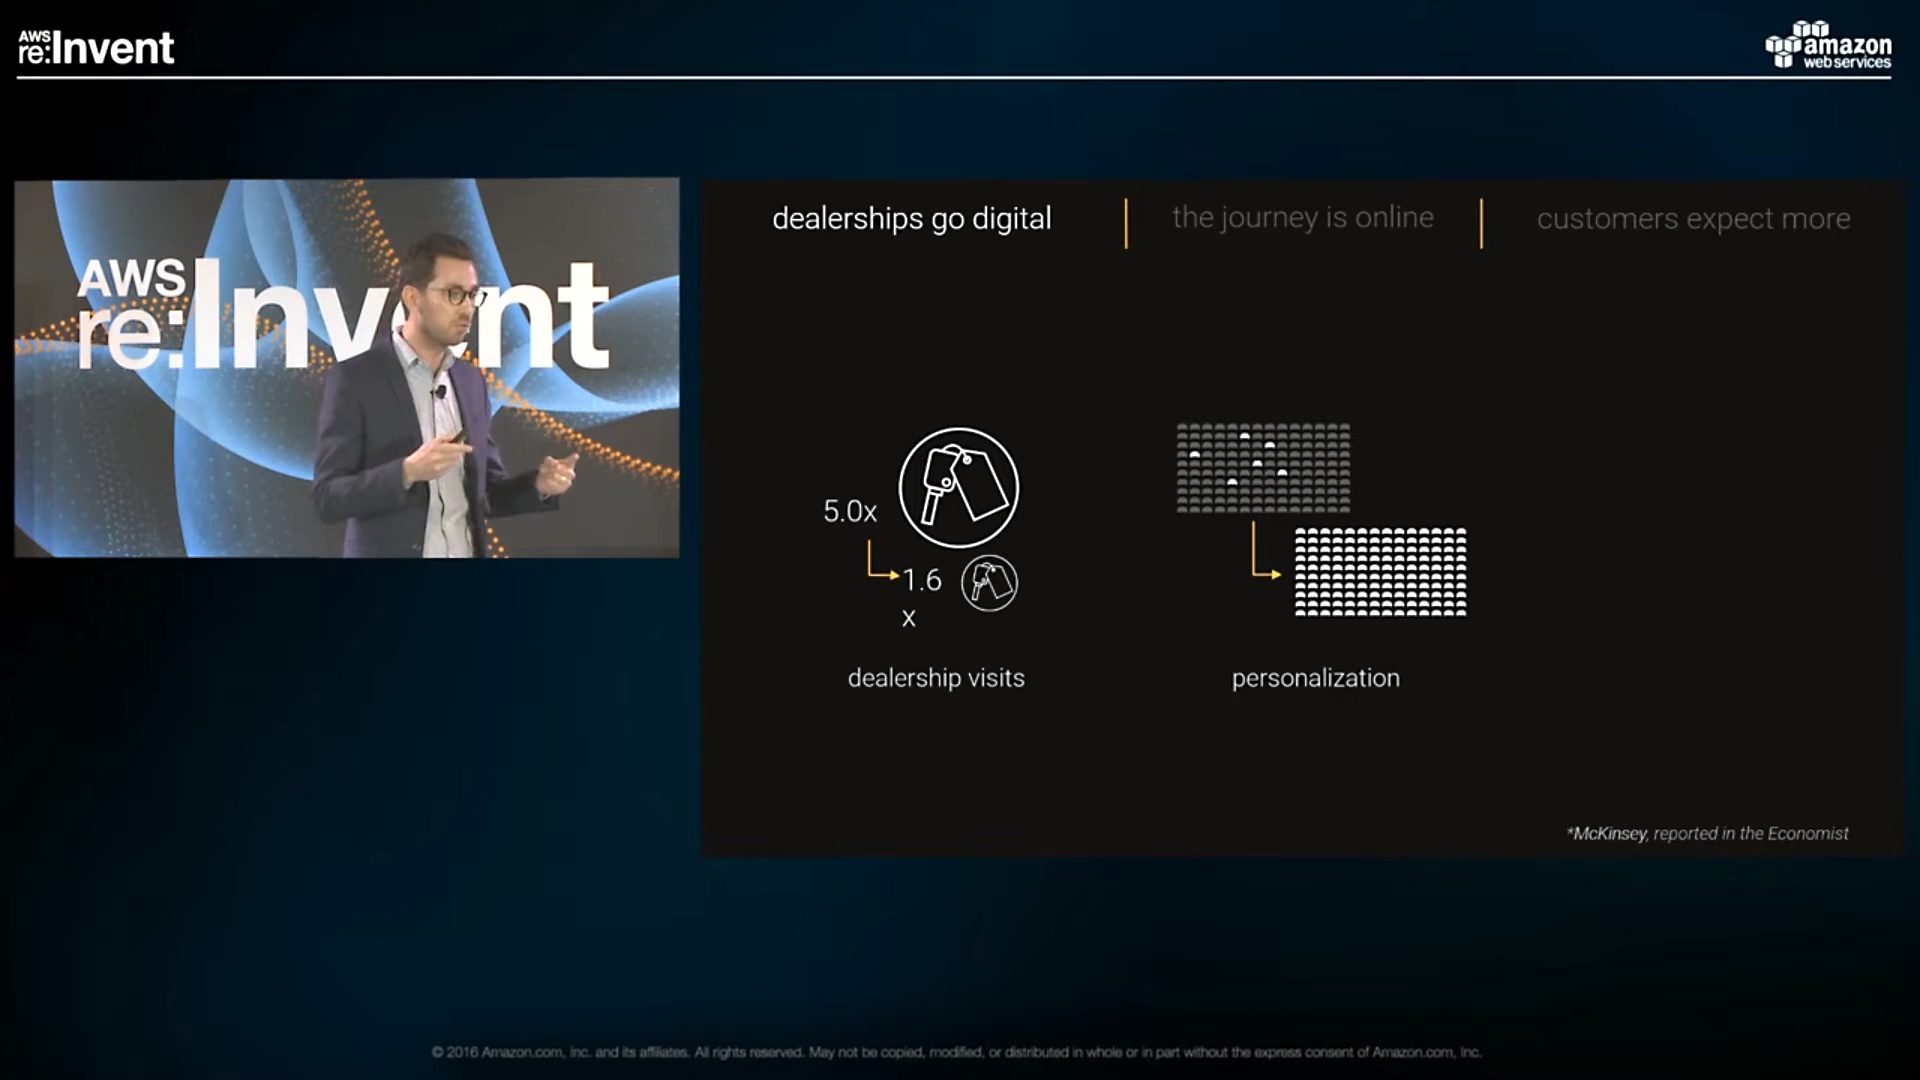 AWS
re:Invent
amazon
web services
AWS
re:Invent
dealerships go digital
the journey is online
customers expect more
5.0x
1.6
x
dealership visits
personalization
*McKinsey, reported in the Economist
© 2016 Amazon.com, Inc. and its affiliates. All rights reserved. May not be copied, modified, or distributed in whole or in part without the express consent of Amazon.com, Inc.